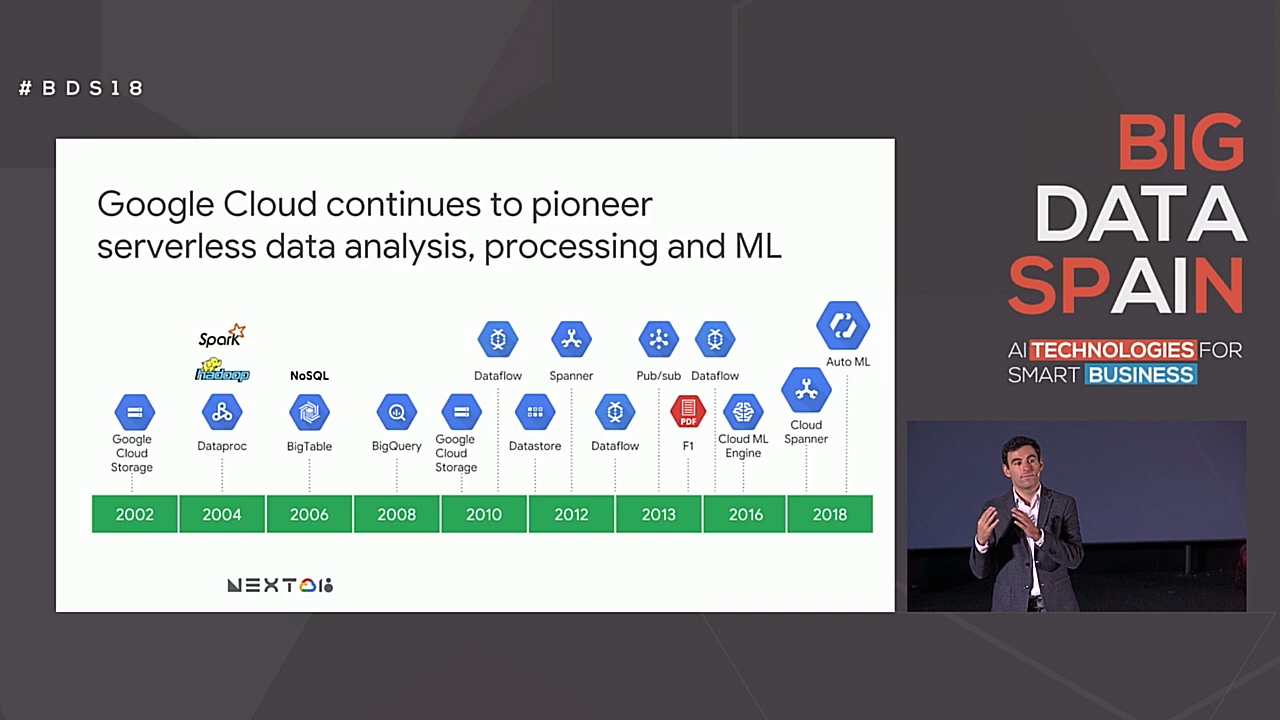 #BDS18
BIG
DATA
SPAIN
AI TECHNOLOGIES FOR
SMART BUSINESS
Google Cloud continues to pioneer
serverless data analysis, processing and ML
Spark
hadoop
NoSQL
Dataflow
Spanner
Pub/sub
Dataflow
Auto ML
Google
Cloud
Storage
Dataproc
BigTable
BigQuery
Google
Cloud
Storage
Datastore
Dataflow
PDF
F1
Cloud ML
Engine
Cloud
Spanner
2002
2004
2006
2008
2010
2012
2013
2016
2018
NEXT 18